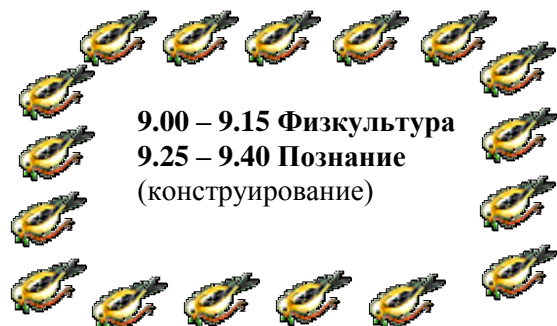 9.00 – 9.15 Физкультура
9.25 – 9.40 Познание
(конструирование)